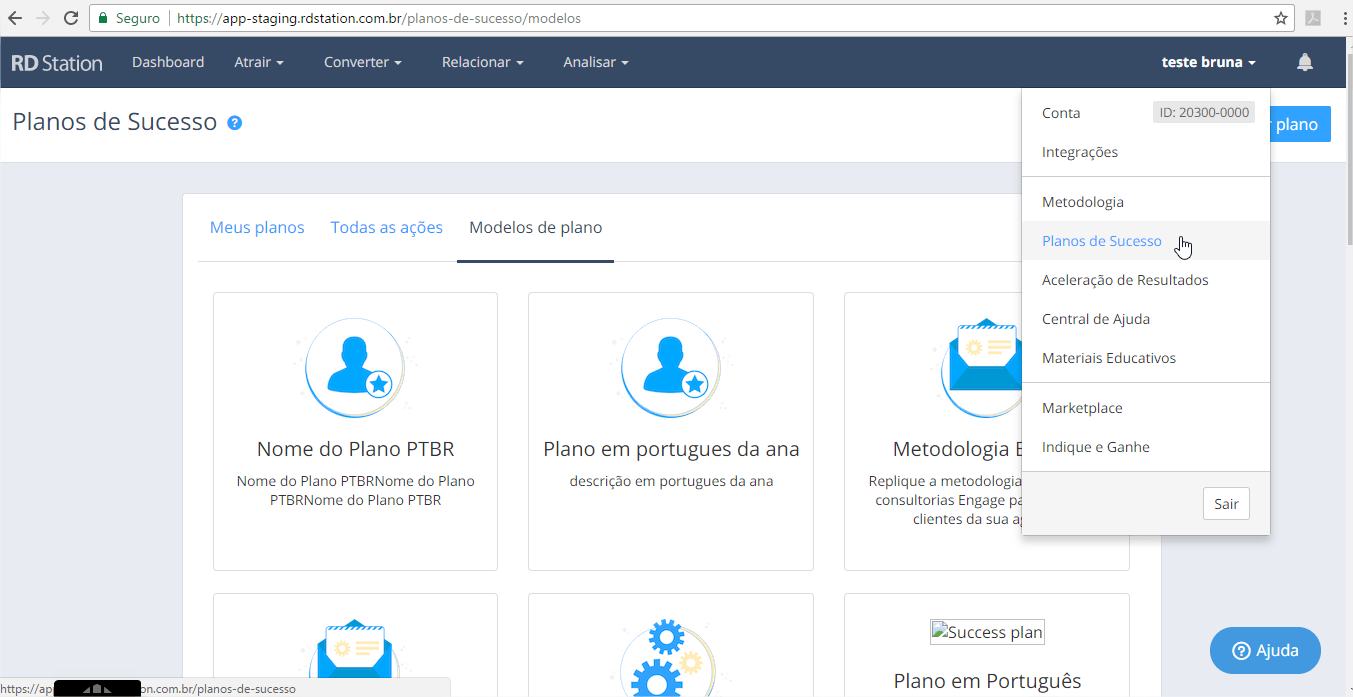 Seguro | https://app-staging.rdstation.com.br/planos-de-sucesso/modelos
RD Station Dashboard Atrair Converter Relacionar Analisar teste bruna
Planos de Sucesso ?
plano
Conta ID: 20300-0000
Integrações
Metodologia
Planos de Sucesso
Aceleração de Resultados
Central de Ajuda
Materiais Educativos
Marketplace
Indique e Ganhe
Sair
Meus planos Todas as ações Modelos de plano
Nome do Plano PTBR
Nome do Plano PTBRNome do Plano
PTBRNome do Plano PTBR
Plano em portugues da ana
descrição em portugues da ana
Metodologia E
Replique a metodologia
consultorias Engage pa
clientes da sua ag
Success plan
Plano em Português
? Ajuda
https://ap on.com.br/planos-de-sucesso